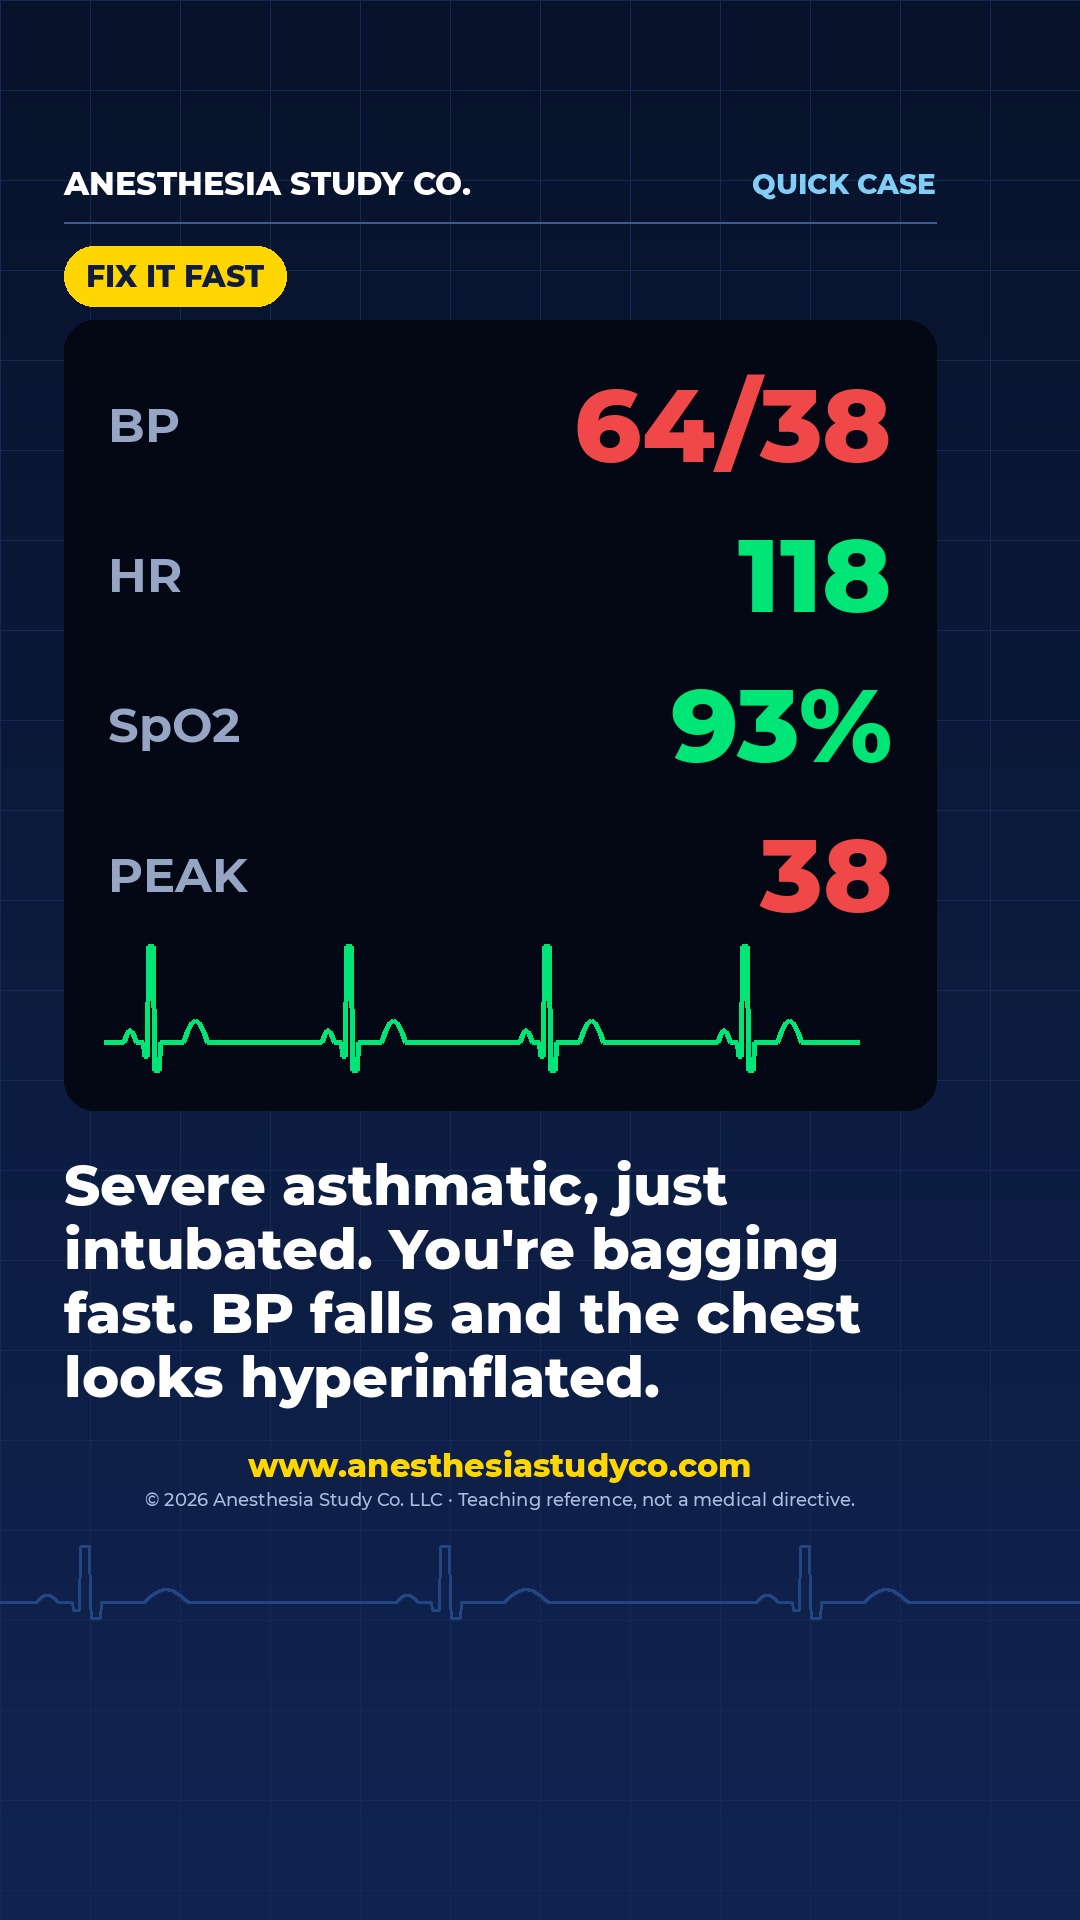 ANESTHESIA STUDY CO.
QUICK CASE
FIX IT FAST
BP 64/38
HR 118
SpO2 93%
PEAK 38
Severe asthmatic, just
intubated. You're bagging
fast. BP falls and the chest
looks hyperinflated.
www.anesthesiastudyco.com
© 2026 Anesthesia Study Co. LLC · Teaching reference, not a medical directive.